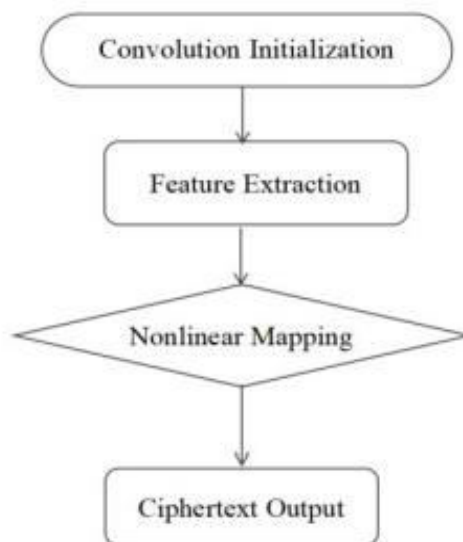 Convolution Initialization
Feature Extraction
Nonlinear Mapping
Ciphertext Output